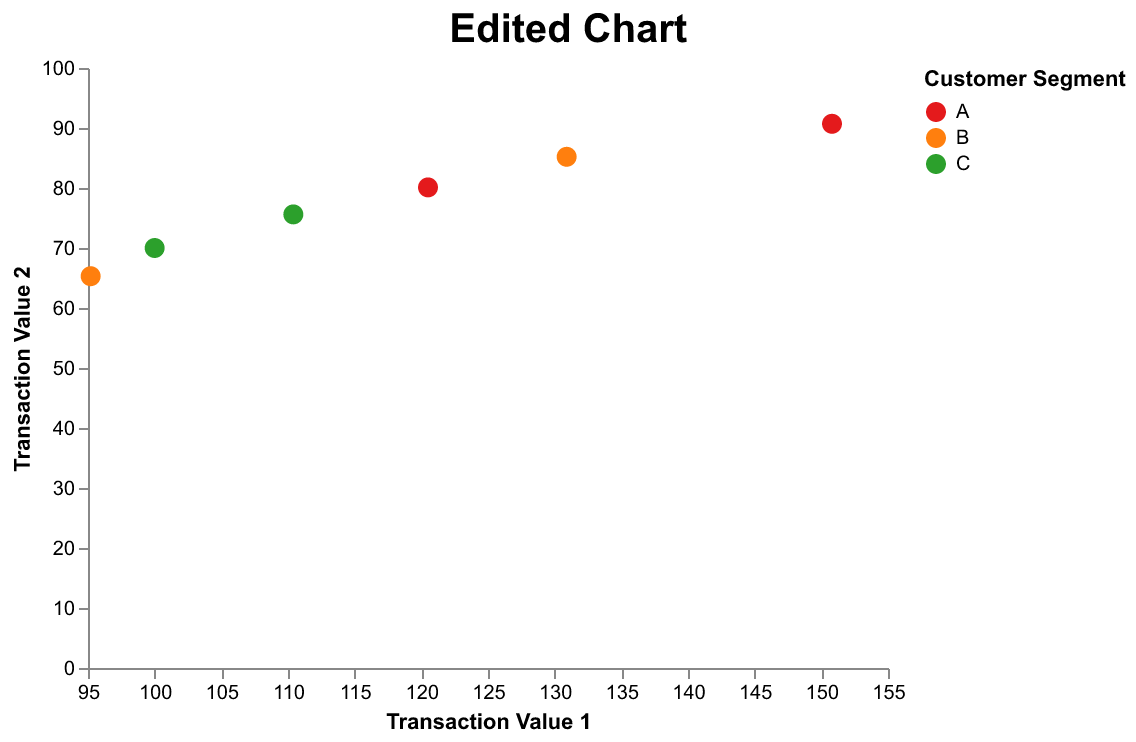 Edited Chart
Customer Segment
A
B
C
Transaction Value 2
100
90
80
70
60
50
40
30
20
10
0
95 100 105 110 115 120 125 130 135 140 145 150 155
Transaction Value 1